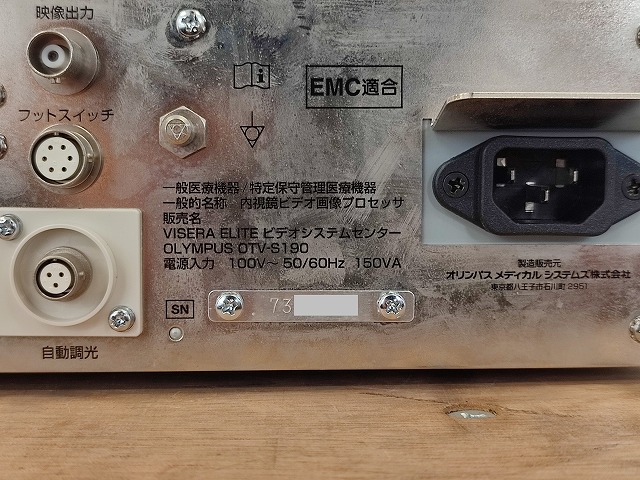 映像出力
フットスイッチ
EMC適合
一般医療機器/特定保守管理医療機器
一般的名称 内視鏡ビデオ画像プロセッサ
販売名
VISERA ELITE ビデオシステムセンター
OLYMPUS OTV-S190
電源入力 100V~ 50/60Hz 150VA
SN
73
自動調光
製造販売元
オリンパス メディカル システムズ株式会社
東京都八王子市石川町2951